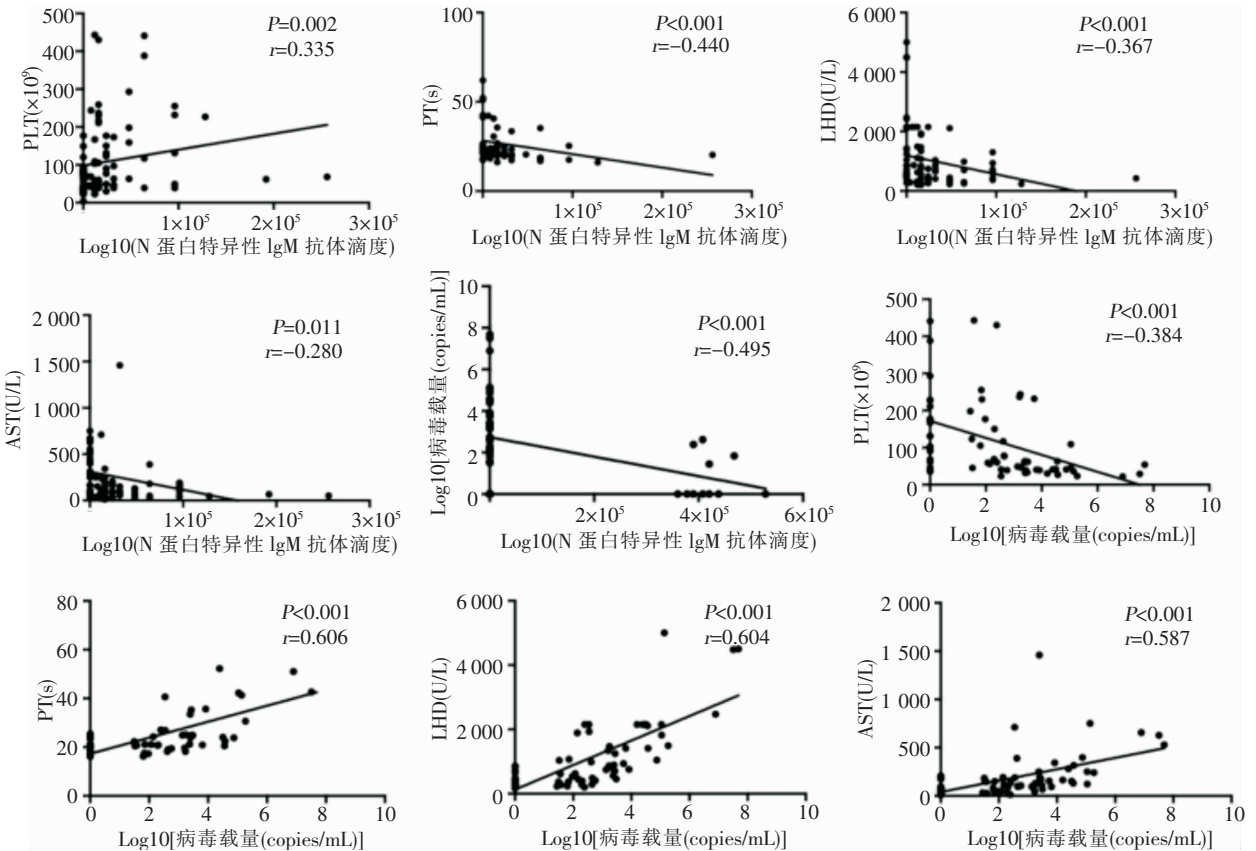 P=0.002
r=0.335
PLT(×10⁹)
500
400
300
200
100
0
1×10⁵
2×10⁵
3×10⁵
Log10(N 蛋白特异性 lgM 抗体滴度)
P<0.001
r=-0.440
PT(s)
100
50
0
1×10⁵
2×10⁵
3×10⁵
Log10(N 蛋白特异性 lgM 抗体滴度)
P<0.001
r=-0.367
LHD(U/L)
6 000
4 000
2 000
0
1×10⁵
2×10⁵
3×10⁵
Log10(N 蛋白特异性 lgM 抗体滴度)
P=0.011
r=-0.280
AST(U/L)
2 000
1 500
1 000
500
0
0
1×10⁵
2×10⁵
3×10⁵
Log10(N 蛋白特异性 lgM 抗体滴度)
P<0.001
r=-0.495
Log10[病毒载量(copies/mL)]
10
8
6
4
2
0
2×10⁵
4×10⁵
6×10⁵
Log10(N 蛋白特异性 lgM 抗体滴度)
P<0.001
r=-0.384
PLT(×10⁹)
500
400
300
200
100
0
0
2
4
6
8
10
Log10[病毒载量(copies/mL)]
P<0.001
r=0.606
PT(s)
80
60
40
20
0
0
2
4
6
8
10
Log10[病毒载量(copies/mL)]
P<0.001
r=0.604
LHD(U/L)
6 000
4 000
2 000
0
0
2
4
6
8
10
Log10[病毒载量(copies/mL)]
P<0.001
r=0.587
AST(U/L)
2 000
1 500
1 000
500
0
0
2
4
6
8
10
Log10[病毒载量(copies/mL)]